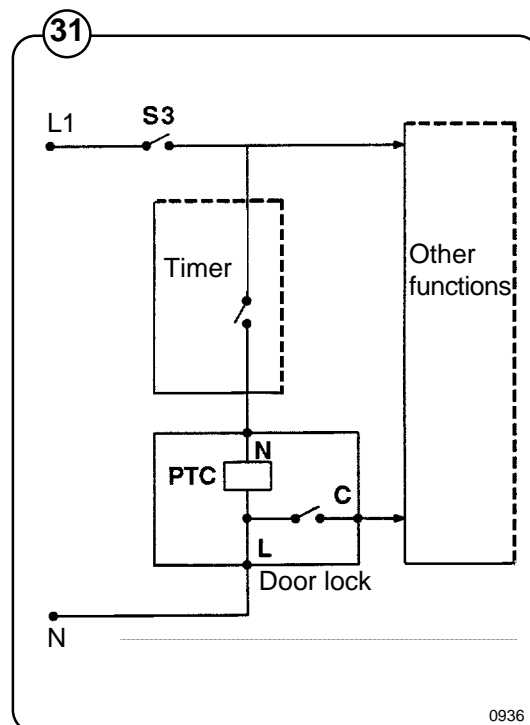 31
L1
S3
Timer
Other
functions
N
PTC
C
L
Door lock
N
0936